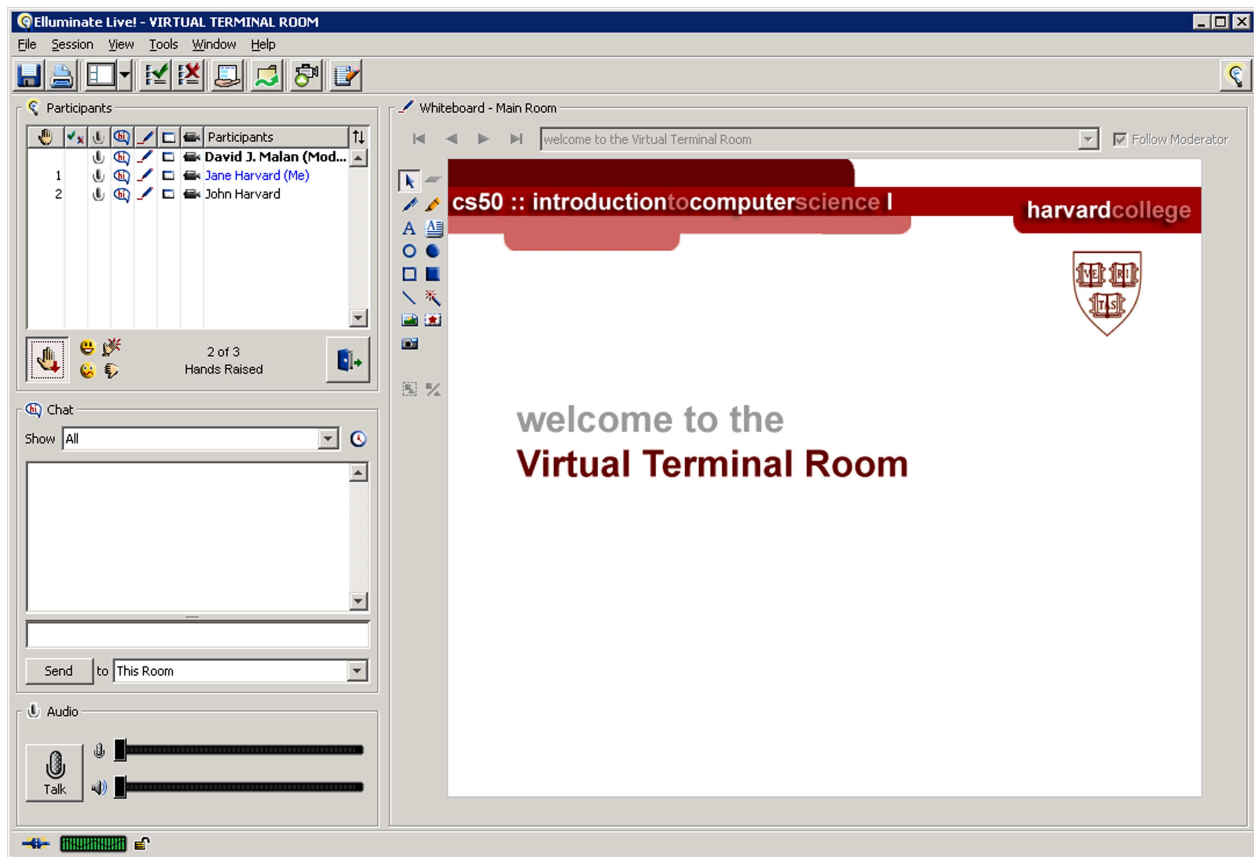 Elluminate Live! - VIRTUAL TERMINAL ROOM
File Session View Tools Window Help
Participants
Participants
David J. Malan (Mod...
1 Jane Harvard (Me)
2 John Harvard
2 of 3
Hands Raised
Chat
Show All
Send to This Room
Audio
Talk
Whiteboard - Main Room
welcome to the Virtual Terminal Room
Follow Moderator
A A
cs50 :: introductiontocomputerscience I
harvardcollege
VE RI
TAS
welcome to the
Virtual Terminal Room